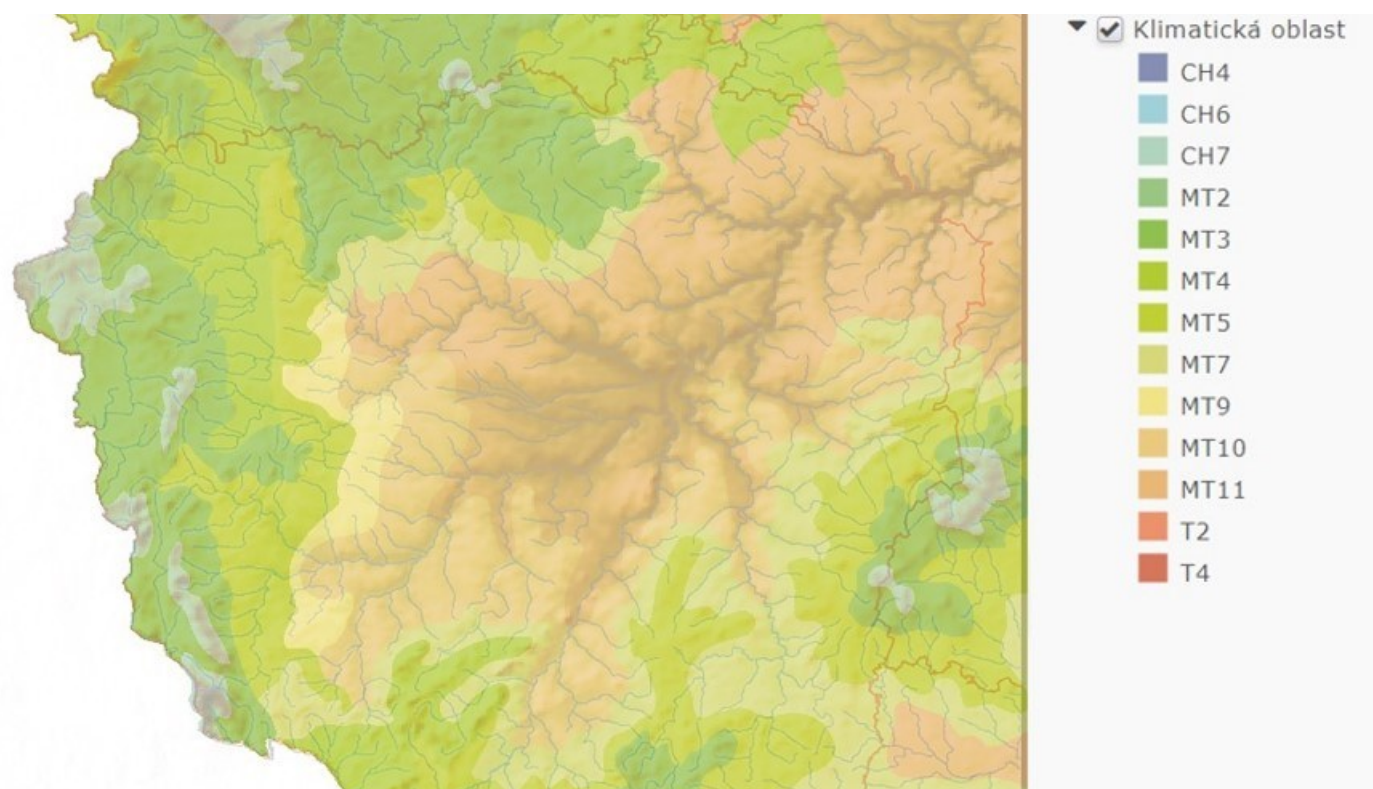 Klimatická oblast
CH4
CH6
CH7
MT2
MT3
MT4
MT5
MT7
MT9
MT10
MT11
T2
T4